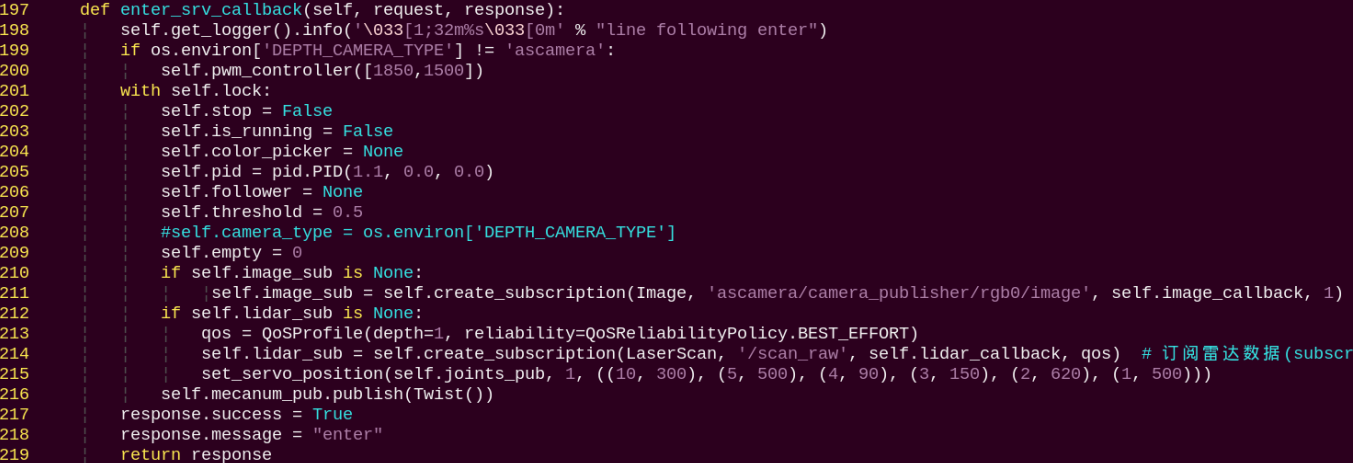 197     def enter_srv_callback(self, request, response):
198         self.get_logger().info('\033[1;32m%s\033[0m' % "line following enter")
199         if os.environ['DEPTH_CAMERA_TYPE'] != 'ascamera':
200             self.pwm_controller([1850,1500])
201         with self.lock:
202             self.stop = False
203             self.is_running = False
204             self.color_picker = None
205             self.pid = pid.PID(1.1, 0.0, 0.0)
206             self.follower = None
207             self.threshold = 0.5
208             #self.camera_type = os.environ['DEPTH_CAMERA_TYPE']
209             self.empty = 0
210             if self.image_sub is None:
211                  self.image_sub = self.create_subscription(Image, 'ascamera/camera_publisher/rgb0/image', self.image_callback, 1)
212             if self.lidar_sub is None:
213                 qos = QoSProfile(depth=1, reliability=QoSReliabilityPolicy.BEST_EFFORT)
214                 self.lidar_sub = self.create_subscription(LaserScan, '/scan_raw', self.lidar_callback, qos)  # 订阅雷达数据(subscr
215                 set_servo_position(self.joints_pub, 1, ((10, 300), (5, 500), (4, 90), (3, 150), (2, 620), (1, 500)))
216             self.mecanum_pub.publish(Twist())
217         response.success = True
218         response.message = "enter"
219         return response